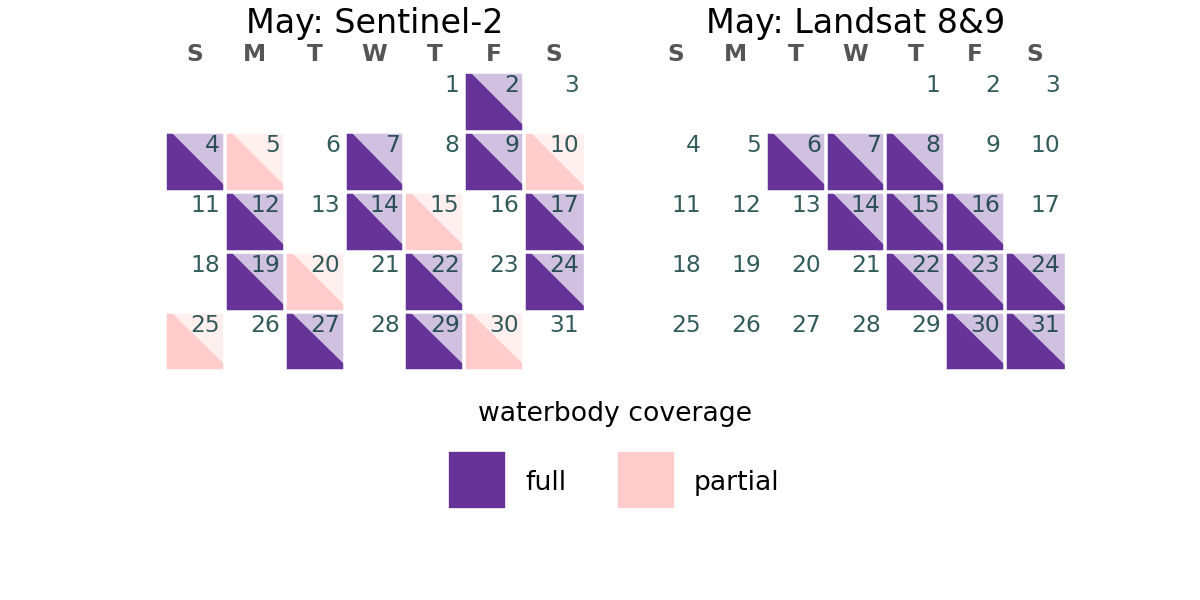 May: Sentinel-2
S M T W T F S
1 2 3
4 5 6 7 8 9 10
11 12 13 14 15 16 17
18 19 20 21 22 23 24
25 26 27 28 29 30 31
May: Landsat 8&9
S M T W T F S
1 2 3
4 5 6 7 8 9 10
11 12 13 14 15 16 17
18 19 20 21 22 23 24
25 26 27 28 29 30 31
waterbody coverage
full
partial